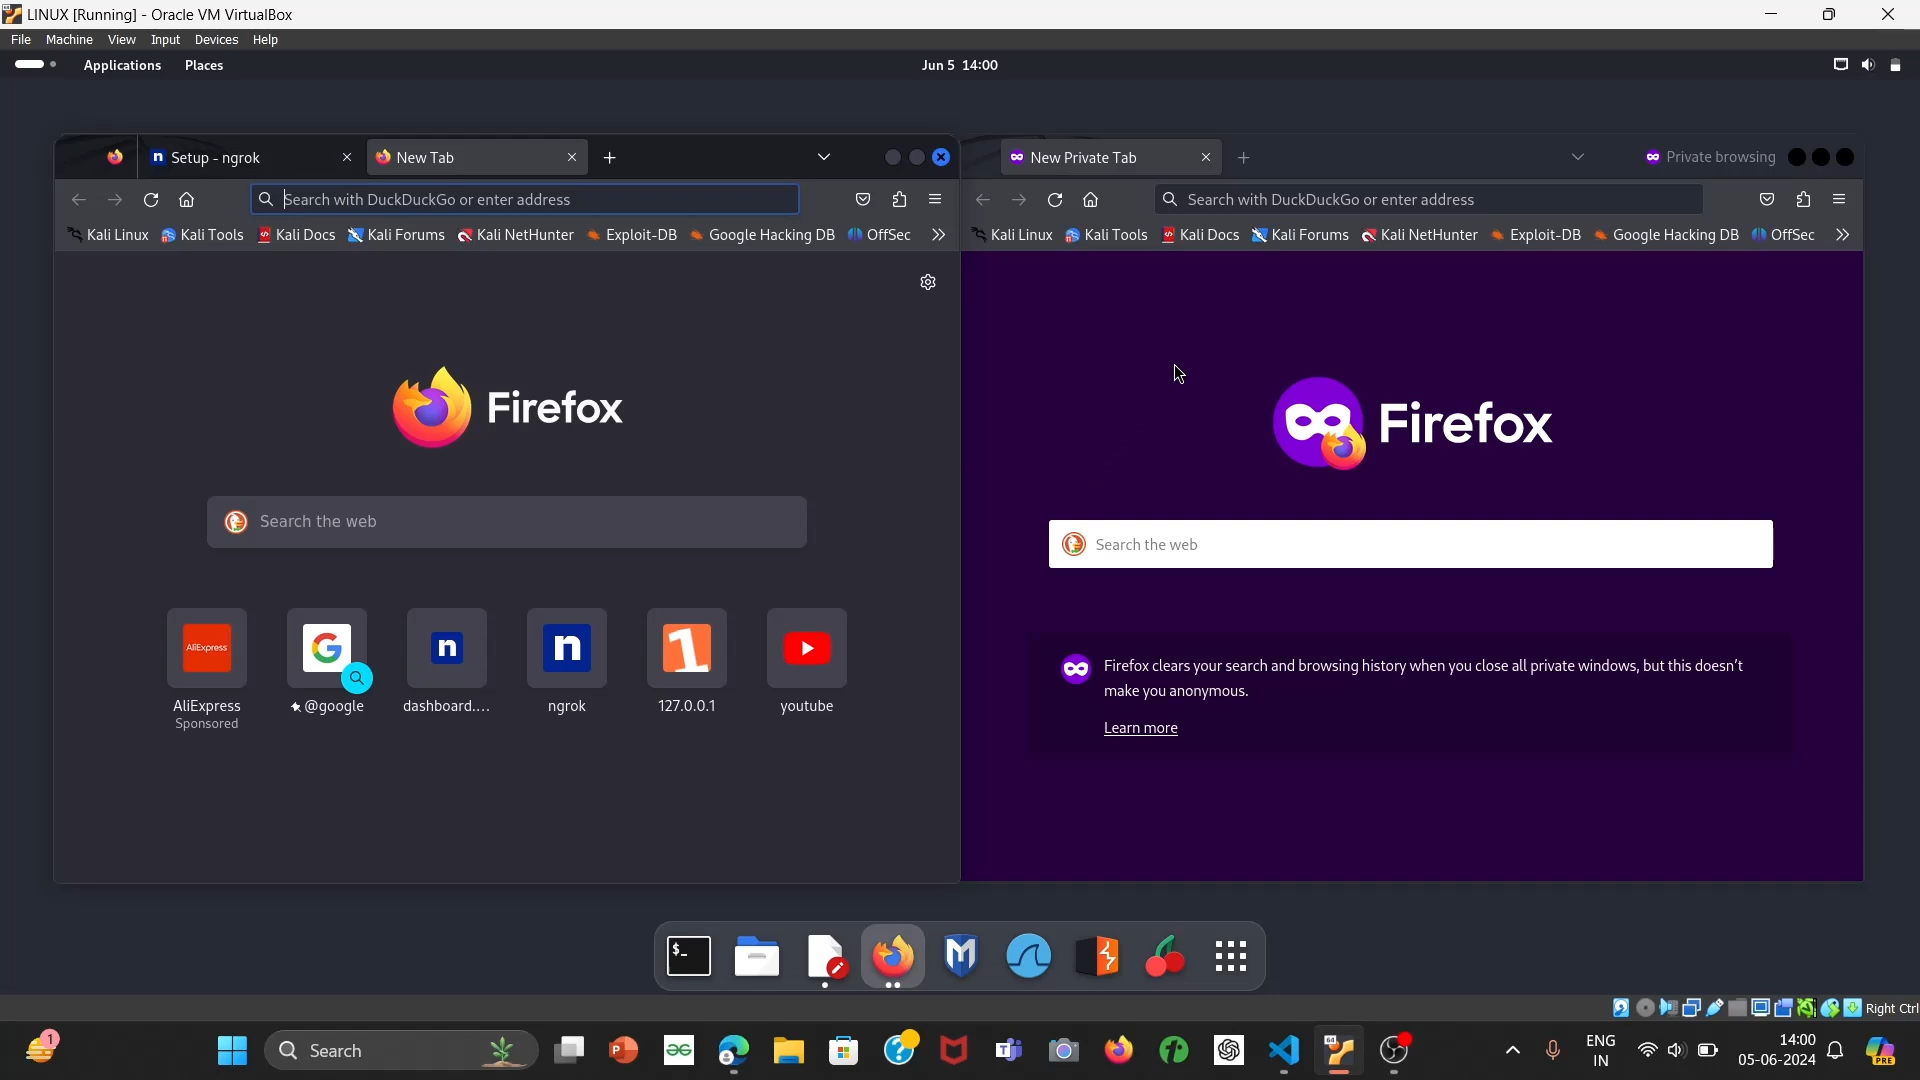 LINUX [Running] - Oracle VM VirtualBox
File Machine View Input Devices Help
Applications Places Jun 5 14:00
Setup - ngrok New Tab
Search with DuckDuckGo or enter address
Kali Linux Kali Tools Kali Docs Kali Forums Kali NetHunter Exploit-DB Google Hacking DB OffSec
Firefox
Search the web
AliExpress
AliExpress @google dashboard.... ngrok 127.0.0.1 youtube
Sponsored
New Private Tab Private browsing
Search with DuckDuckGo or enter address
Kali Linux Kali Tools Kali Docs Kali Forums Kali NetHunter Exploit-DB Google Hacking DB OffSec
Firefox
Search the web
Firefox clears your search and browsing history when you close all private windows, but this doesn't
make you anonymous.
Learn more
Right Ctrl
1
Search
ENG
IN
14:00
05-06-2024
PRE